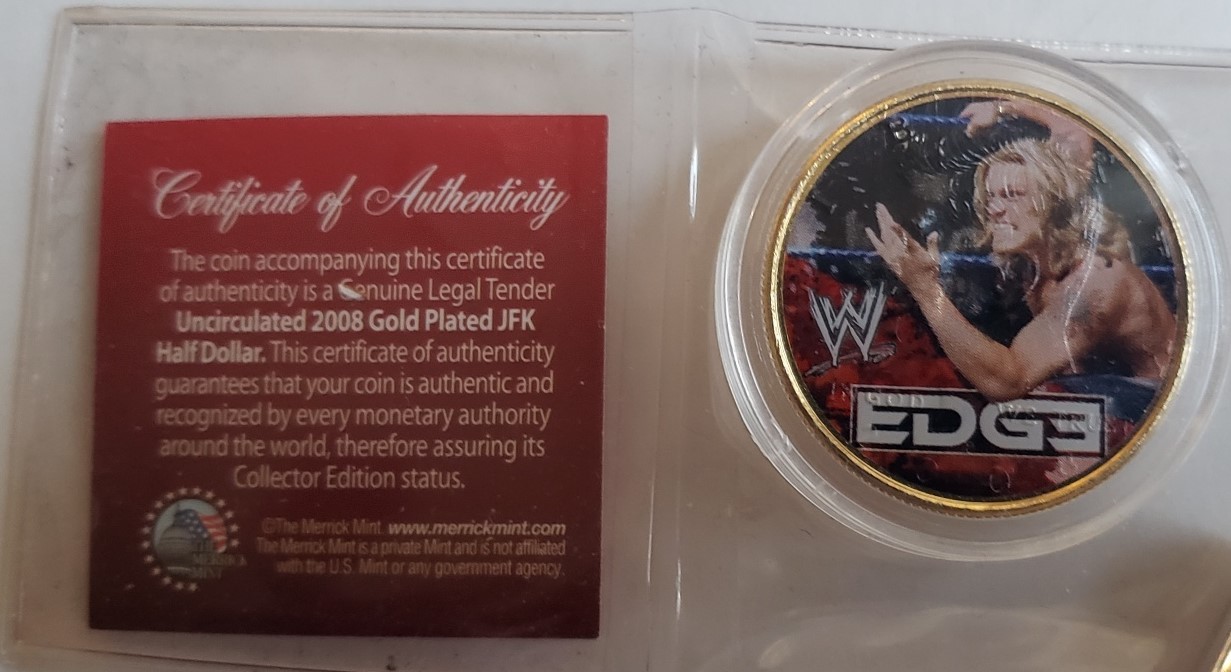 Certificate of Authenticity
The coin accompanying this certificate
of authenticity is a Genuine Legal Tender
Uncirculated 2008 Gold Plated JFK
Half Dollar. This certificate of authenticity
guarantees that your coin is authentic and
recognized by every monetary authority
around the world, therefore assuring its
Collector Edition status.
©The Merrick Mint. www.merrickmint.com
The Merrick Mint is a private Mint and is not affiliated
with the U.S. Mint or any government agency.
MERRICK
MINT
W
EDGE